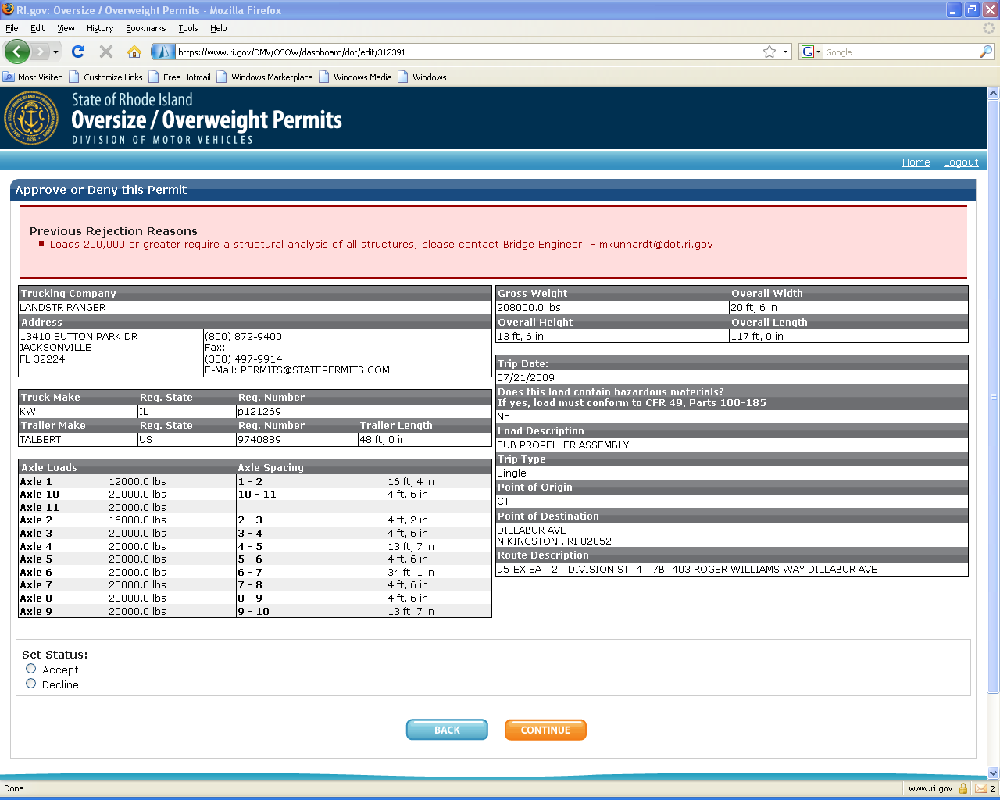 RI.gov: Oversize / Overweight Permits - Mozilla Firefox
File Edit View History Bookmarks Tools Help
https://www.ri.gov/DMV/OSOW/dashboard/dot/edit/312391
G Google
Most Visited Customize Links Free Hotmail Windows Marketplace Windows Media Windows
State of Rhode Island
Oversize / Overweight Permits
DIVISION OF MOTOR VEHICLES
Home | Logout
Approve or Deny this Permit
Previous Rejection Reasons
Loads 200,000 or greater require a structural analysis of all structures, please contact Bridge Engineer. - mkunhardt@dot.ri.gov
Trucking Company
LANDSTR RANGER
Address
13410 SUTTON PARK DR
JACKSONVILLE
FL 32224
(800) 872-9400
Fax:
(330) 497-9914
E-Mail: PERMITS@STATEPERMITS.COM
Truck Make Reg. State Reg. Number
KW IL p121269
Trailer Make Reg. State Reg. Number Trailer Length
TALBERT US 9740889 48 ft, 0 in
Axle Loads Axle Spacing
Axle 1 12000.0 lbs 1 - 2 16 ft, 4 in
Axle 10 20000.0 lbs 10 - 11 4 ft, 6 in
Axle 11 20000.0 lbs
Axle 2 16000.0 lbs 2 - 3 4 ft, 2 in
Axle 3 20000.0 lbs 3 - 4 4 ft, 6 in
Axle 4 20000.0 lbs 4 - 5 13 ft, 7 in
Axle 5 20000.0 lbs 5 - 6 4 ft, 6 in
Axle 6 20000.0 lbs 6 - 7 34 ft, 1 in
Axle 7 20000.0 lbs 7 - 8 4 ft, 6 in
Axle 8 20000.0 lbs 8 - 9 4 ft, 6 in
Axle 9 20000.0 lbs 9 - 10 13 ft, 7 in
Gross Weight Overall Width
208000.0 lbs 20 ft, 6 in
Overall Height Overall Length
13 ft, 6 in 117 ft, 0 in
Trip Date:
07/21/2009
Does this load contain hazardous materials?
If yes, load must conform to CFR 49, Parts 100-185
No
Load Description
SUB PROPELLER ASSEMBLY
Trip Type
Single
Point of Origin
CT
Point of Destination
DILLABUR AVE
N KINGSTON , RI 02852
Route Description
95-EX 8A - 2 - DIVISION ST- 4 - 7B- 403 ROGER WILLIAMS WAY DILLABUR AVE
Set Status:
Accept
Decline
BACK CONTINUE
Done www.ri.gov 2